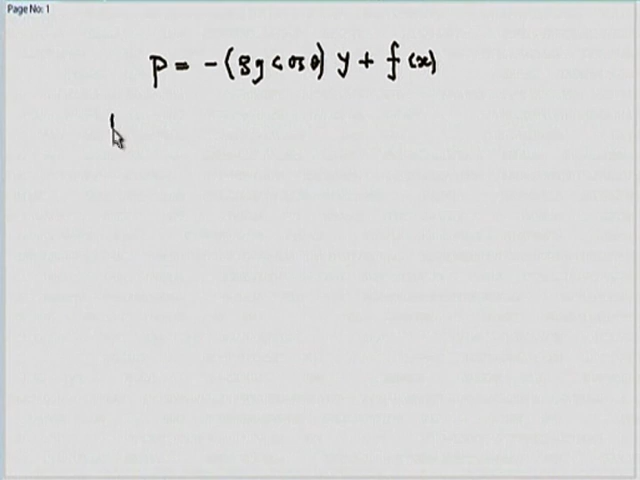 Page No: 1
P = -(ρg cos θ) y + f(x)